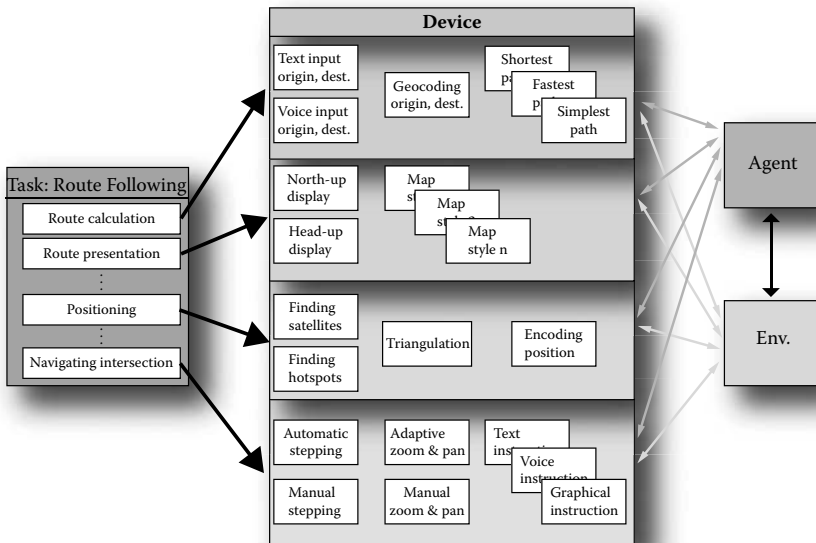 Device
Text input
origin, dest.
Voice input
origin, dest.
Geocoding
origin, dest.
Shortest
Fastest
Simplest
path
Task: Route Following
Route calculation
Route presentation
Positioning
Navigating intersection
North-up
display
Head-up
display
Map
Map
Map
style n
Finding
satellites
Finding
hotspots
Triangulation
Encoding
position
Automatic
stepping
Manual
stepping
Adaptive
zoom & pan
Manual
zoom & pan
Text
Voice
Graphical
instruction
Agent
Env.